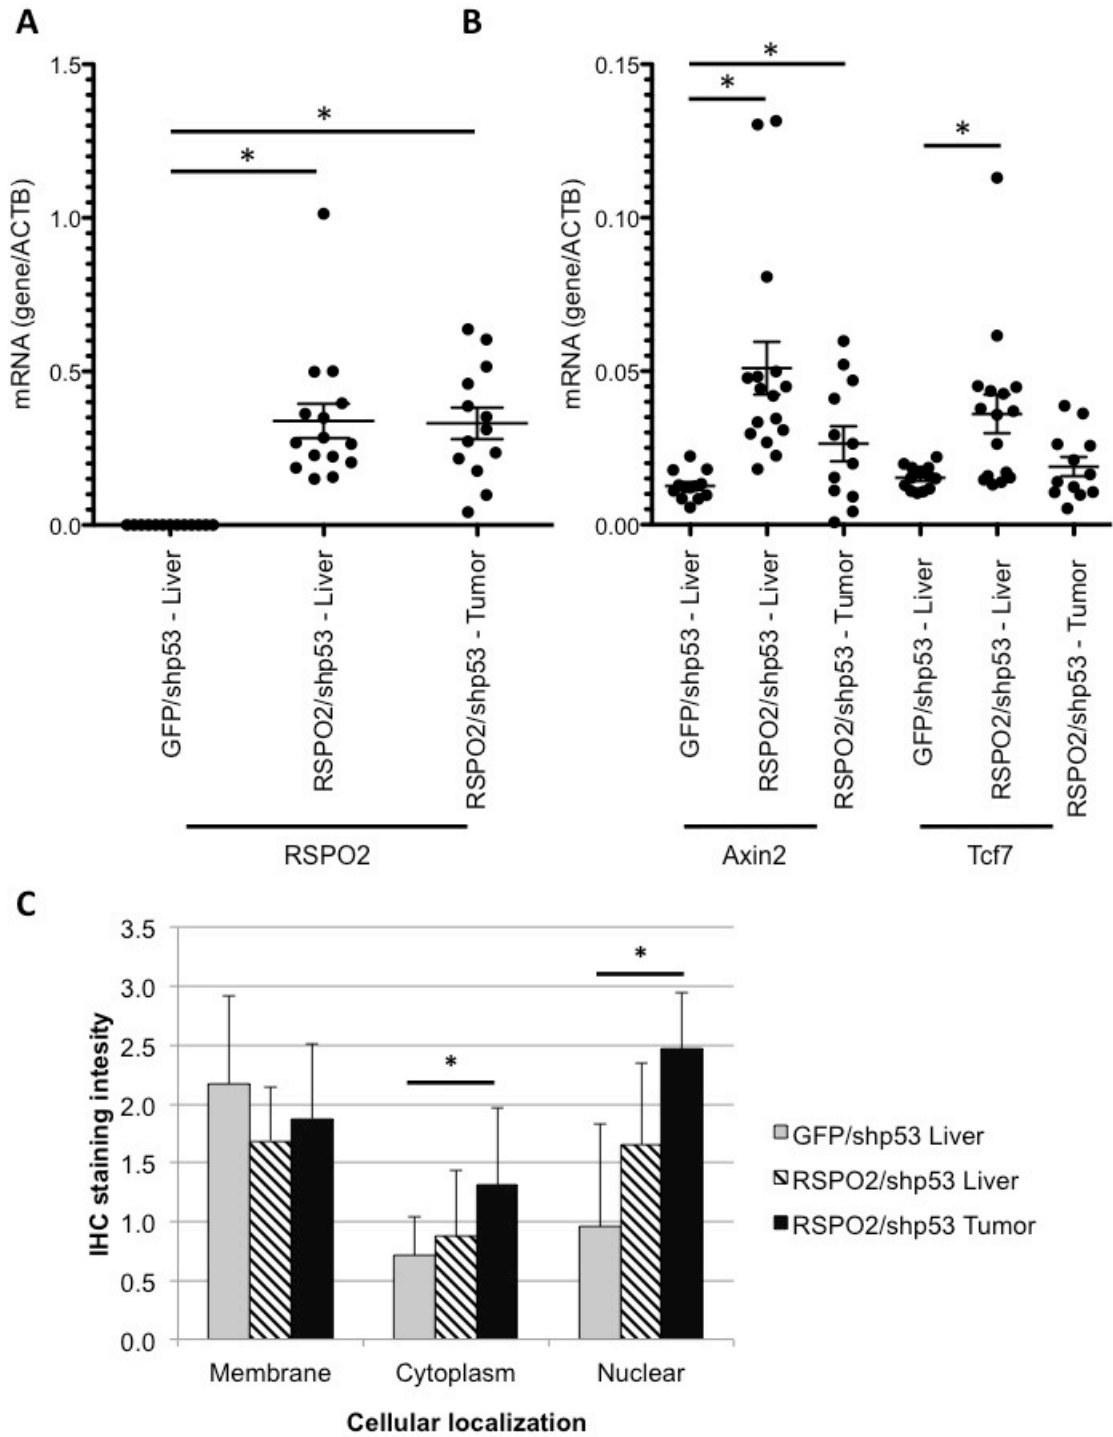 A
B
1.5
1.0
0.5
0.0
mRNA (gene/ACTB)
*
*
GFP/shp53 - Liver
RSPO2/shp53 - Liver
RSPO2/shp53 - Tumor
RSPO2
0.15
0.10
0.05
0.00
mRNA (gene/ACTB)
*
*
*
GFP/shp53 - Liver
RSPO2/shp53 - Liver
RSPO2/shp53 - Tumor
GFP/shp53 - Liver
RSPO2/shp53 - Liver
RSPO2/shp53 - Tumor
Axin2
Tcf7
C
3.5
3.0
2.5
2.0
1.5
1.0
0.5
0.0
IHC staining intesity
*
*
Membrane
Cytoplasm
Nuclear
Cellular localization
GFP/shp53 Liver
RSPO2/shp53 Liver
RSPO2/shp53 Tumor